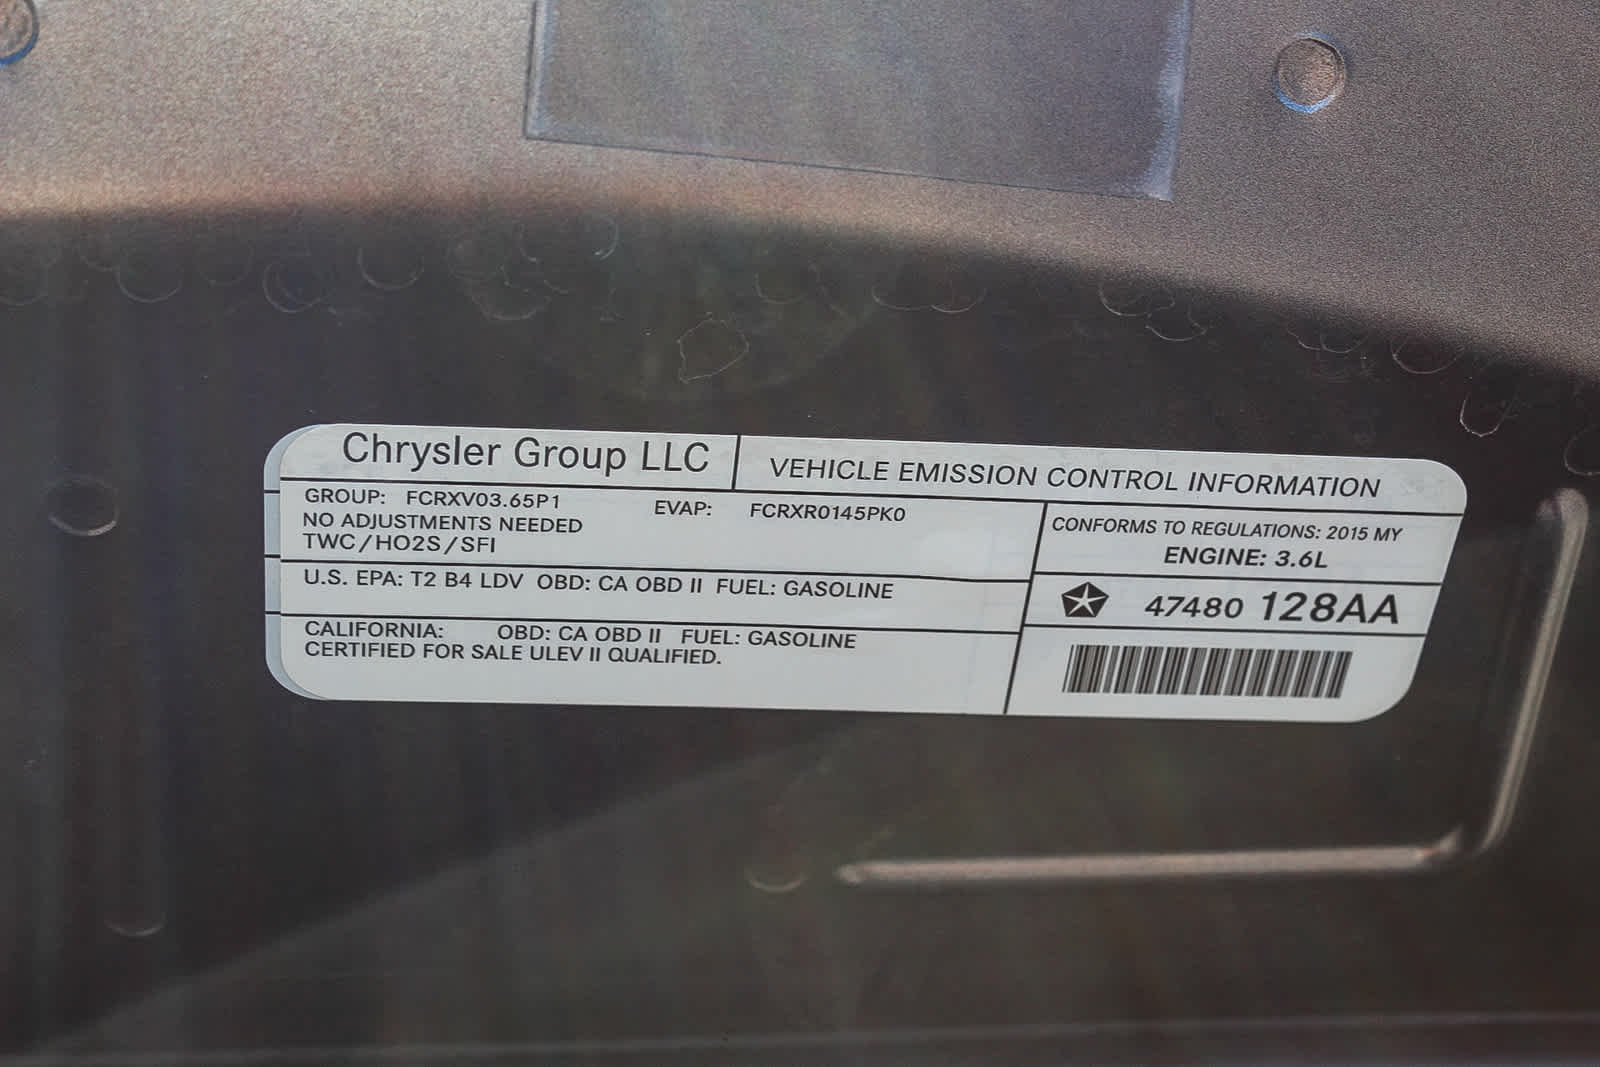 Chrysler Group LLC
VEHICLE EMISSION CONTROL INFORMATION
GROUP: FCRXV03.65P1 EVAP: FCRXR0145PK0
NO ADJUSTMENTS NEEDED
TWC/HO2S/SFI
U.S. EPA: T2 B4 LDV OBD: CA OBD II FUEL: GASOLINE
CALIFORNIA: OBD: CA OBD II FUEL: GASOLINE
CERTIFIED FOR SALE ULEV II QUALIFIED.
CONFORMS TO REGULATIONS: 2015 MY
ENGINE: 3.6L
47480 128AA